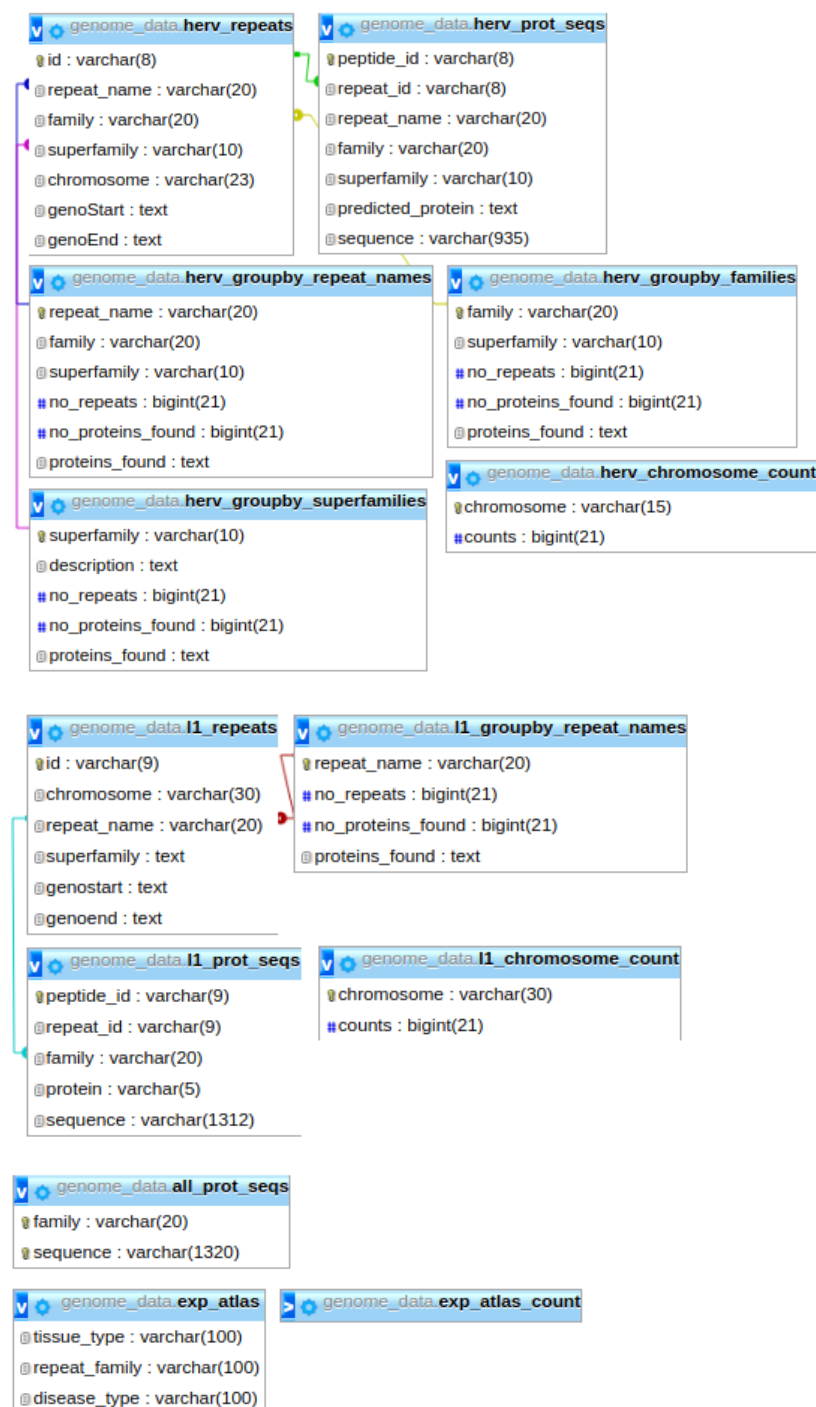 v genome_data.herv_repeats
id : varchar(8)
repeat_name : varchar(20)
family : varchar(20)
superfamily : varchar(10)
chromosome : varchar(23)
genoStart : text
genoEnd : text
v genome_data.herv_prot_seqs
peptide_id : varchar(8)
repeat_id : varchar(8)
repeat_name : varchar(20)
family : varchar(20)
superfamily : varchar(10)
predicted_protein : text
sequence : varchar(935)
v genome_data.herv_groupby_repeat_names
repeat_name : varchar(20)
family : varchar(20)
superfamily : varchar(10)
# no_repeats : bigint(21)
# no_proteins_found : bigint(21)
proteins_found : text
v genome_data.herv_groupby_families
family : varchar(20)
superfamily : varchar(10)
# no_repeats : bigint(21)
# no_proteins_found : bigint(21)
proteins_found : text
v genome_data.herv_chromosome_count
chromosome : varchar(15)
# counts : bigint(21)
v genome_data.herv_groupby_superfamilies
superfamily : varchar(10)
description : text
# no_repeats : bigint(21)
# no_proteins_found : bigint(21)
proteins_found : text
v genome_data.l1_repeats
id : varchar(9)
chromosome : varchar(30)
repeat_name : varchar(20)
superfamily : text
genostart : text
genoend : text
v genome_data.l1_groupby_repeat_names
repeat_name : varchar(20)
# no_repeats : bigint(21)
# no_proteins_found : bigint(21)
proteins_found : text
v genome_data.l1_prot_seqs
peptide_id : varchar(9)
repeat_id : varchar(9)
family : varchar(20)
protein : varchar(5)
sequence : varchar(1312)
v genome_data.l1_chromosome_count
chromosome : varchar(30)
# counts : bigint(21)
v genome_data.all_prot_seqs
family : varchar(20)
sequence : varchar(1320)
v genome_data.exp_atlas
tissue_type : varchar(100)
repeat_family : varchar(100)
disease_type : varchar(100)
> genome_data.exp_atlas_count